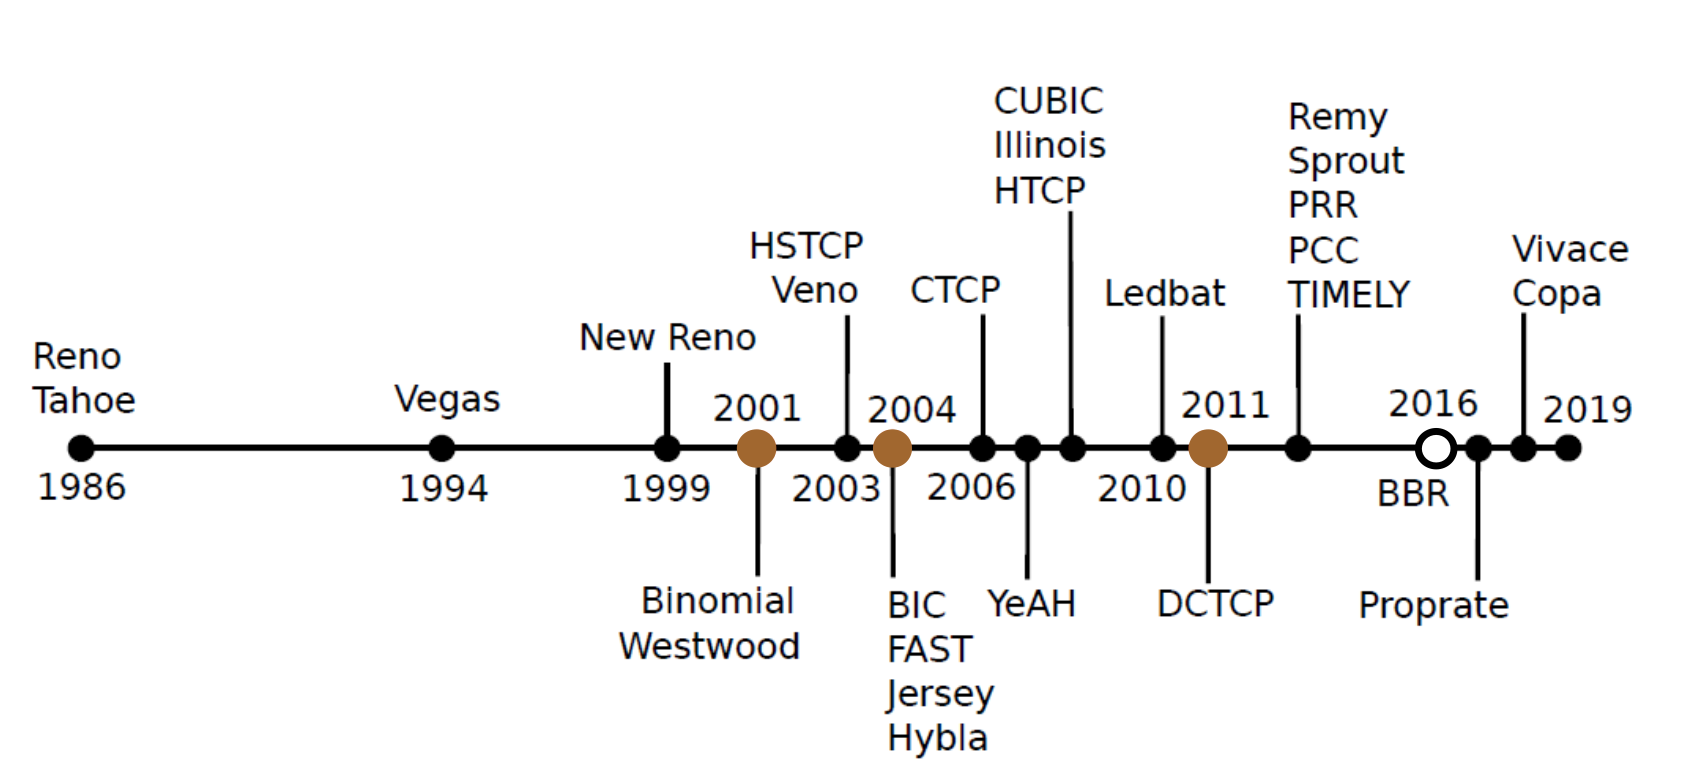 CUBIC
Illinois
HTCP
Remy
Sprout
PRR
PCC
TIMELY
HSTCP
Veno
CTCP
Ledbat
Vivace
Copa
New Reno
Reno
Tahoe
Vegas
2001
2004
2011
2016
2019
1986
1994
1999
2003
2006
2010
BBR
Binomial
Westwood
BIC
FAST
Jersey
Hybla
YeAH
DCTCP
Proprate